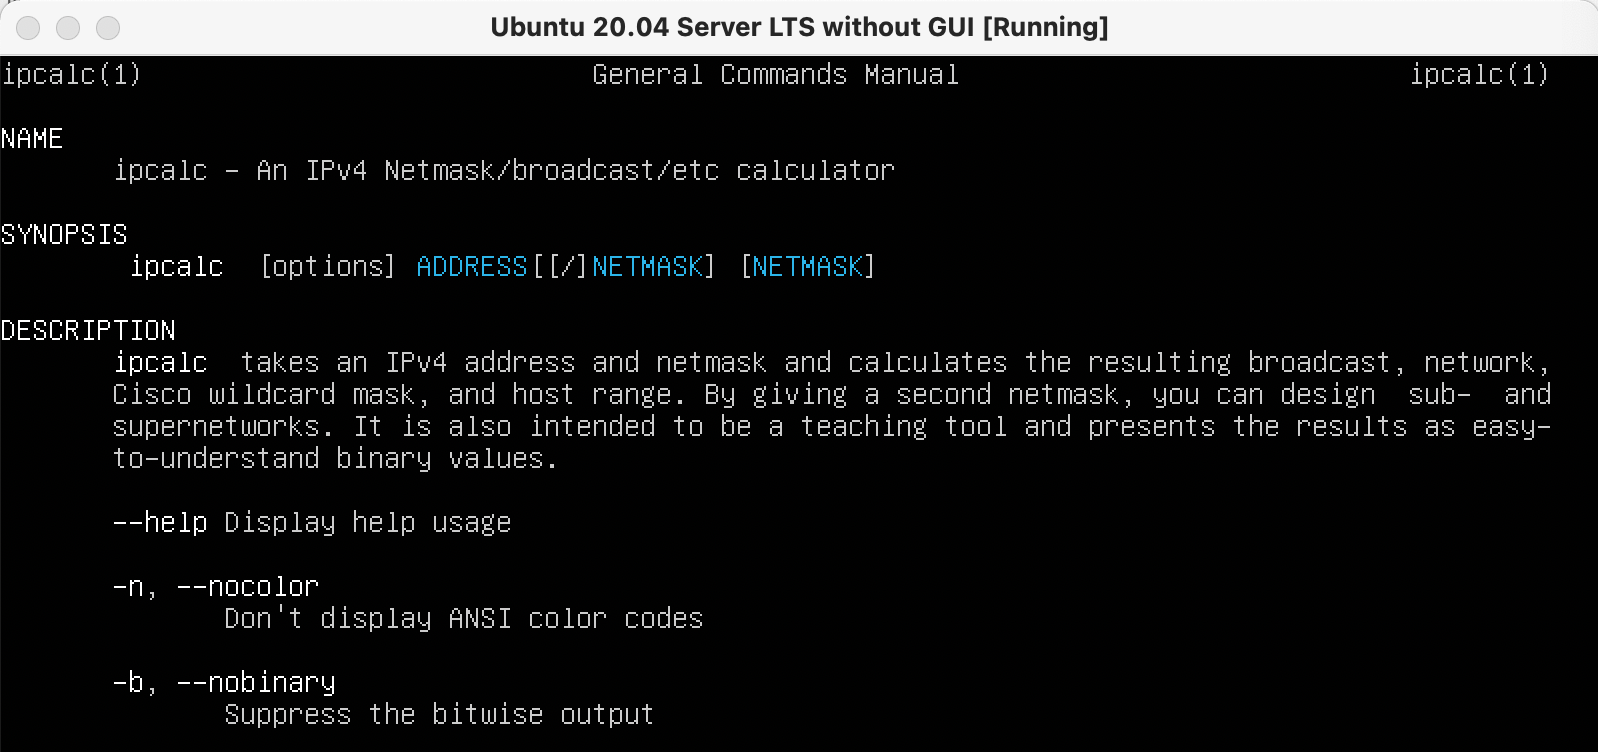 Ubuntu 20.04 Server LTS without GUI [Running]
ipcalc(1) General Commands Manual ipcalc(1)
NAME
ipcalc - An IPv4 Netmask/broadcast/etc calculator
SYNOPSIS
ipcalc [options] ADDRESS[[/]NETMASK] [NETMASK]
DESCRIPTION
ipcalc takes an IPv4 address and netmask and calculates the resulting broadcast, network,
Cisco wildcard mask, and host range. By giving a second netmask, you can design sub- and
supernetworks. It is also intended to be a teaching tool and presents the results as easy-
to-understand binary values.
--help Display help usage
-n, --nocolor
Don't display ANSI color codes
-b, --nobinary
Suppress the bitwise output